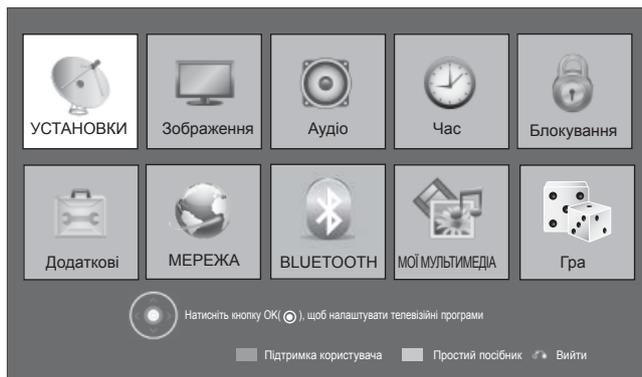 УСТАНОВКИ Зображення Аудіо Час Блокування
Додаткові МЕРЕЖА BLUETOOTH МОЇ МУЛЬТИМЕДІА Гра
Натисніть кнопку OK( ), щоб налаштувати телевізійні програми
Підтримка користувача Простий посібник Вийти